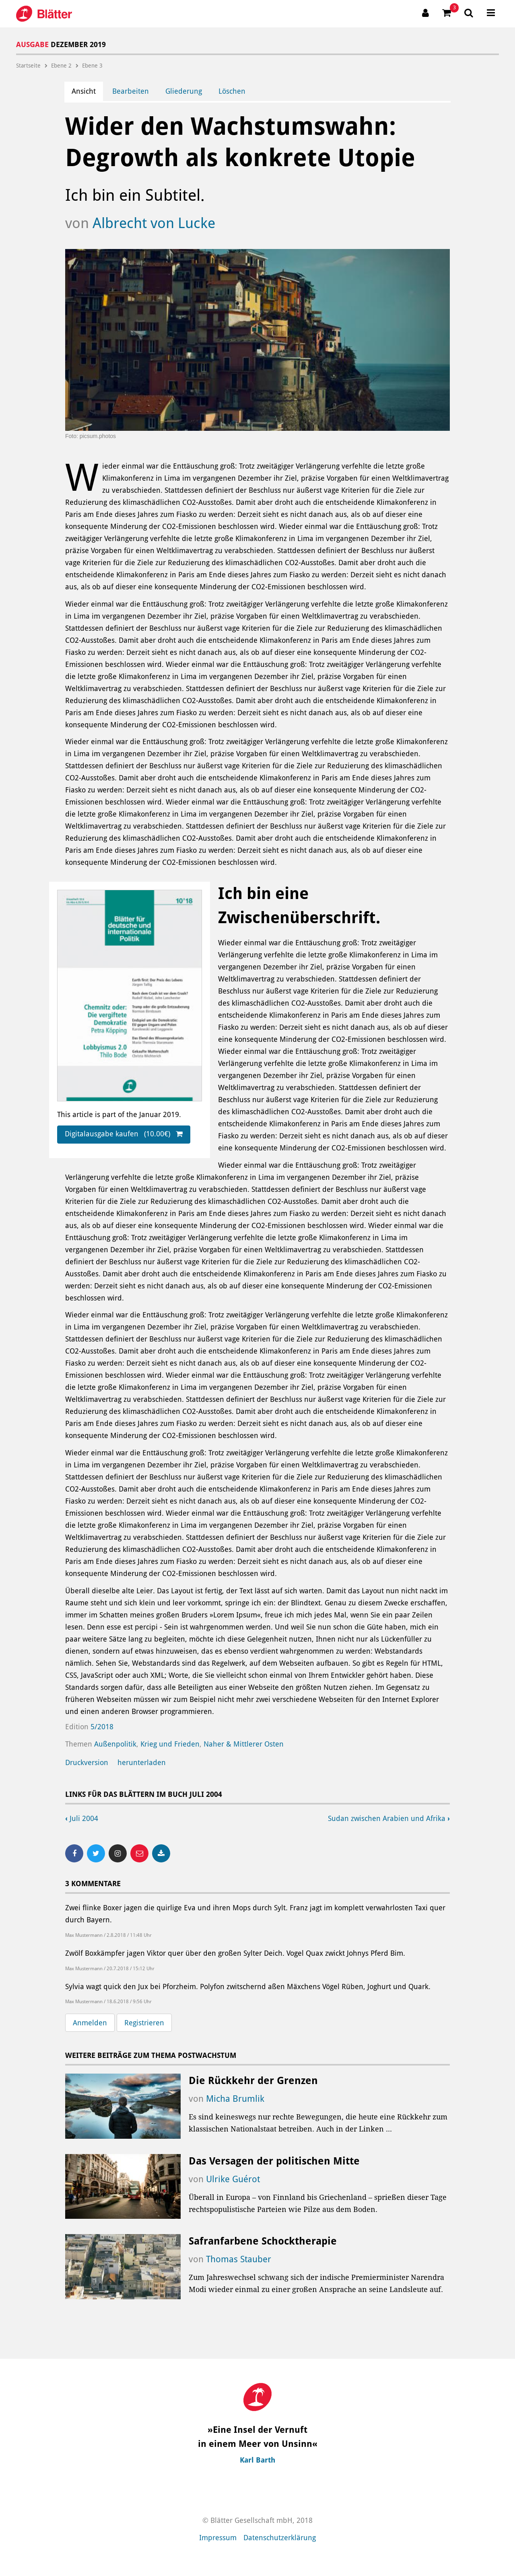 Blätter
3
AUSGABE DEZEMBER 2019
Startseite > Ebene 2 > Ebene 3
Ansicht Bearbeiten Gliederung Löschen
Wider den Wachstumswahn:
Degrowth als konkrete Utopie
Ich bin ein Subtitel.
von Albrecht von Lucke
Foto: picsum.photos
Wieder einmal war die Enttäuschung groß: Trotz zweitägiger Verlängerung verfehlte die letzte große
Klimakonferenz in Lima im vergangenen Dezember ihr Ziel, präzise Vorgaben für einen Weltklimavertrag
zu verabschieden. Stattdessen definiert der Beschluss nur äußerst vage Kriterien für die Ziele zur
Reduzierung des klimaschädlichen CO2-Ausstoßes. Damit aber droht auch die entscheidende Klimakonferenz in
Paris am Ende dieses Jahres zum Fiasko zu werden: Derzeit sieht es nicht danach aus, als ob auf dieser eine
konsequente Minderung der CO2-Emissionen beschlossen wird. Wieder einmal war die Enttäuschung groß: Trotz
zweitägiger Verlängerung verfehlte die letzte große Klimakonferenz in Lima im vergangenen Dezember ihr Ziel,
präzise Vorgaben für einen Weltklimavertrag zu verabschieden. Stattdessen definiert der Beschluss nur äußerst
vage Kriterien für die Ziele zur Reduzierung des klimaschädlichen CO2-Ausstoßes. Damit aber droht auch die
entscheidende Klimakonferenz in Paris am Ende dieses Jahres zum Fiasko zu werden: Derzeit sieht es nicht danach
aus, als ob auf dieser eine konsequente Minderung der CO2-Emissionen beschlossen wird.
Wieder einmal war die Enttäuschung groß: Trotz zweitägiger Verlängerung verfehlte die letzte große Klimakonferenz
in Lima im vergangenen Dezember ihr Ziel, präzise Vorgaben für einen Weltklimavertrag zu verabschieden.
Stattdessen definiert der Beschluss nur äußerst vage Kriterien für die Ziele zur Reduzierung des klimaschädlichen
CO2-Ausstoßes. Damit aber droht auch die entscheidende Klimakonferenz in Paris am Ende dieses Jahres zum
Fiasko zu werden: Derzeit sieht es nicht danach aus, als ob auf dieser eine konsequente Minderung der CO2-
Emissionen beschlossen wird. Wieder einmal war die Enttäuschung groß: Trotz zweitägiger Verlängerung verfehlte
die letzte große Klimakonferenz in Lima im vergangenen Dezember ihr Ziel, präzise Vorgaben für einen
Weltklimavertrag zu verabschieden. Stattdessen definiert der Beschluss nur äußerst vage Kriterien für die Ziele zur
Reduzierung des klimaschädlichen CO2-Ausstoßes. Damit aber droht auch die entscheidende Klimakonferenz in
Paris am Ende dieses Jahres zum Fiasko zu werden: Derzeit sieht es nicht danach aus, als ob auf dieser eine
konsequente Minderung der CO2-Emissionen beschlossen wird.
Wieder einmal war die Enttäuschung groß: Trotz zweitägiger Verlängerung verfehlte die letzte große Klimakonferenz
in Lima im vergangenen Dezember ihr Ziel, präzise Vorgaben für einen Weltklimavertrag zu verabschieden.
Stattdessen definiert der Beschluss nur äußerst vage Kriterien für die Ziele zur Reduzierung des klimaschädlichen
CO2-Ausstoßes. Damit aber droht auch die entscheidende Klimakonferenz in Paris am Ende dieses Jahres zum
Fiasko zu werden: Derzeit sieht es nicht danach aus, als ob auf dieser eine konsequente Minderung der CO2-
Emissionen beschlossen wird. Wieder einmal war die Enttäuschung groß: Trotz zweitägiger Verlängerung verfehlte
die letzte große Klimakonferenz in Lima im vergangenen Dezember ihr Ziel, präzise Vorgaben für einen
Weltklimavertrag zu verabschieden. Stattdessen definiert der Beschluss nur äußerst vage Kriterien für die Ziele zur
Reduzierung des klimaschädlichen CO2-Ausstoßes. Damit aber droht auch die entscheidende Klimakonferenz in
Paris am Ende dieses Jahres zum Fiasko zu werden: Derzeit sieht es nicht danach aus, als ob auf dieser eine
konsequente Minderung der CO2-Emissionen beschlossen wird.
10'18
Blätter für
deutsche und
internationale
Politik
Chemnitz oder:
Die vergiftete
Demokratie
Petra Köpping
Lobbyismus 2.0
Thilo Bode
This article is part of the Januar 2019.
Digitalausgabe kaufen (10.00€)
Ich bin eine
Zwischenüberschrift.
Wieder einmal war die Enttäuschung groß: Trotz zweitägiger
Verlängerung verfehlte die letzte große Klimakonferenz in Lima im
vergangenen Dezember ihr Ziel, präzise Vorgaben für einen
Weltklimavertrag zu verabschieden. Stattdessen definiert der
Beschluss nur äußerst vage Kriterien für die Ziele zur Reduzierung
des klimaschädlichen CO2-Ausstoßes. Damit aber droht auch die
entscheidende Klimakonferenz in Paris am Ende dieses Jahres zum
Fiasko zu werden: Derzeit sieht es nicht danach aus, als ob auf dieser
eine konsequente Minderung der CO2-Emissionen beschlossen wird.
Wieder einmal war die Enttäuschung groß: Trotz zweitägiger
Verlängerung verfehlte die letzte große Klimakonferenz in Lima im
vergangenen Dezember ihr Ziel, präzise Vorgaben für einen
Weltklimavertrag zu verabschieden. Stattdessen definiert der
Beschluss nur äußerst vage Kriterien für die Ziele zur Reduzierung
des klimaschädlichen CO2-Ausstoßes. Damit aber droht auch die
entscheidende Klimakonferenz in Paris am Ende dieses Jahres zum
Fiasko zu werden: Derzeit sieht es nicht danach aus, als ob auf dieser
eine konsequente Minderung der CO2-Emissionen beschlossen wird.
Wieder einmal war die Enttäuschung groß: Trotz zweitägiger
Verlängerung verfehlte die letzte große Klimakonferenz in Lima im vergangenen Dezember ihr Ziel, präzise
Vorgaben für einen Weltklimavertrag zu verabschieden. Stattdessen definiert der Beschluss nur äußerst vage
Kriterien für die Ziele zur Reduzierung des klimaschädlichen CO2-Ausstoßes. Damit aber droht auch die
entscheidende Klimakonferenz in Paris am Ende dieses Jahres zum Fiasko zu werden: Derzeit sieht es nicht danach
aus, als ob auf dieser eine konsequente Minderung der CO2-Emissionen beschlossen wird. Wieder einmal war die
Enttäuschung groß: Trotz zweitägiger Verlängerung verfehlte die letzte große Klimakonferenz in Lima im
vergangenen Dezember ihr Ziel, präzise Vorgaben für einen Weltklimavertrag zu verabschieden. Stattdessen
definiert der Beschluss nur äußerst vage Kriterien für die Ziele zur Reduzierung des klimaschädlichen CO2-
Ausstoßes. Damit aber droht auch die entscheidende Klimakonferenz in Paris am Ende dieses Jahres zum Fiasko zu
werden: Derzeit sieht es nicht danach aus, als ob auf dieser eine konsequente Minderung der CO2-Emissionen
beschlossen wird.
Wieder einmal war die Enttäuschung groß: Trotz zweitägiger Verlängerung verfehlte die letzte große Klimakonferenz
in Lima im vergangenen Dezember ihr Ziel, präzise Vorgaben für einen Weltklimavertrag zu verabschieden.
Stattdessen definiert der Beschluss nur äußerst vage Kriterien für die Ziele zur Reduzierung des klimaschädlichen
CO2-Ausstoßes. Damit aber droht auch die entscheidende Klimakonferenz in Paris am Ende dieses Jahres zum
Fiasko zu werden: Derzeit sieht es nicht danach aus, als ob auf dieser eine konsequente Minderung der CO2-
Emissionen beschlossen wird. Wieder einmal war die Enttäuschung groß: Trotz zweitägiger Verlängerung verfehlte
die letzte große Klimakonferenz in Lima im vergangenen Dezember ihr Ziel, präzise Vorgaben für einen
Weltklimavertrag zu verabschieden. Stattdessen definiert der Beschluss nur äußerst vage Kriterien für die Ziele zur
Reduzierung des klimaschädlichen CO2-Ausstoßes. Damit aber droht auch die entscheidende Klimakonferenz in
Paris am Ende dieses Jahres zum Fiasko zu werden: Derzeit sieht es nicht danach aus, als ob auf dieser eine
konsequente Minderung der CO2-Emissionen beschlossen wird.
Wieder einmal war die Enttäuschung groß: Trotz zweitägiger Verlängerung verfehlte die letzte große Klimakonferenz
in Lima im vergangenen Dezember ihr Ziel, präzise Vorgaben für einen Weltklimavertrag zu verabschieden.
Stattdessen definiert der Beschluss nur äußerst vage Kriterien für die Ziele zur Reduzierung des klimaschädlichen
CO2-Ausstoßes. Damit aber droht auch die entscheidende Klimakonferenz in Paris am Ende dieses Jahres zum
Fiasko zu werden: Derzeit sieht es nicht danach aus, als ob auf dieser eine konsequente Minderung der CO2-
Emissionen beschlossen wird. Wieder einmal war die Enttäuschung groß: Trotz zweitägiger Verlängerung verfehlte
die letzte große Klimakonferenz in Lima im vergangenen Dezember ihr Ziel, präzise Vorgaben für einen
Weltklimavertrag zu verabschieden. Stattdessen definiert der Beschluss nur äußerst vage Kriterien für die Ziele zur
Reduzierung des klimaschädlichen CO2-Ausstoßes. Damit aber droht auch die entscheidende Klimakonferenz in
Paris am Ende dieses Jahres zum Fiasko zu werden: Derzeit sieht es nicht danach aus, als ob auf dieser eine
konsequente Minderung der CO2-Emissionen beschlossen wird.
Überall dieselbe alte Leier. Das Layout ist fertig, der Text lässt auf sich warten. Damit das Layout nun nicht nackt im
Raume steht und sich klein und leer vorkommt, springe ich ein: der Blindtext. Genau zu diesem Zwecke erschaffen,
immer im Schatten meines großen Bruders »Lorem Ipsum«, freue ich mich jedes Mal, wenn Sie ein paar Zeilen
lesen. Denn esse est percipi - Sein ist wahrgenommen werden. Und weil Sie nun schon die Güte haben, mich ein
paar weitere Sätze lang zu begleiten, möchte ich diese Gelegenheit nutzen, Ihnen nicht nur als Lückenfüller zu
dienen, sondern auf etwas hinzuweisen, das es ebenso verdient wahrgenommen zu werden: Webstandards
nämlich. Sehen Sie, Webstandards sind das Regelwerk, auf dem Webseiten aufbauen. So gibt es Regeln für HTML,
CSS, JavaScript oder auch XML; Worte, die Sie vielleicht schon einmal von Ihrem Entwickler gehört haben. Diese
Standards sorgen dafür, dass alle Beteiligten aus einer Webseite den größten Nutzen ziehen. Im Gegensatz zu
früheren Webseiten müssen wir zum Beispiel nicht mehr zwei verschiedene Webseiten für den Internet Explorer
und einen anderen Browser programmieren.
Edition 5/2018
Themen Außenpolitik, Krieg und Frieden, Naher & Mittlerer Osten
Druckversion herunterladen
LINKS FÜR DAS BLÄTTERN IM BUCH JULI 2004
‹ Juli 2004 Sudan zwischen Arabien und Afrika ›
3 KOMMENTARE
Zwei flinke Boxer jagen die quirlige Eva und ihren Mops durch Sylt. Franz jagt im komplett verwahrlosten Taxi quer
durch Bayern.
Max Mustermann / 2.8.2018 / 11:48 Uhr
Zwölf Boxkämpfer jagen Viktor quer über den großen Sylter Deich. Vogel Quax zwickt Johnys Pferd Bim.
Max Mustermann / 20.7.2018 / 15:12 Uhr
Sylvia wagt quick den Jux bei Pforzheim. Polyfon zwitschernd aßen Mäxchens Vögel Rüben, Joghurt und Quark.
Max Mustermann / 18.6.2018 / 9:56 Uhr
Anmelden Registrieren
WEITERE BEITRÄGE ZUM THEMA POSTWACHSTUM
Die Rückkehr der Grenzen
von Micha Brumlik
Es sind keineswegs nur rechte Bewegungen, die heute eine Rückkehr zum
klassischen Nationalstaat betreiben. Auch in der Linken ...
Das Versagen der politischen Mitte
von Ulrike Guérot
Überall in Europa – von Finnland bis Griechenland – sprießen dieser Tage
rechtspopulistische Parteien wie Pilze aus dem Boden.
Safranfarbene Schocktherapie
von Thomas Stauber
Zum Jahreswechsel schwang sich der indische Premierminister Narendra
Modi wieder einmal zu einer großen Ansprache an seine Landsleute auf.
»Eine Insel der Vernuft
in einem Meer von Unsinn«
Karl Barth
© Blätter Gesellschaft mbH, 2018
Impressum Datenschutzerklärung